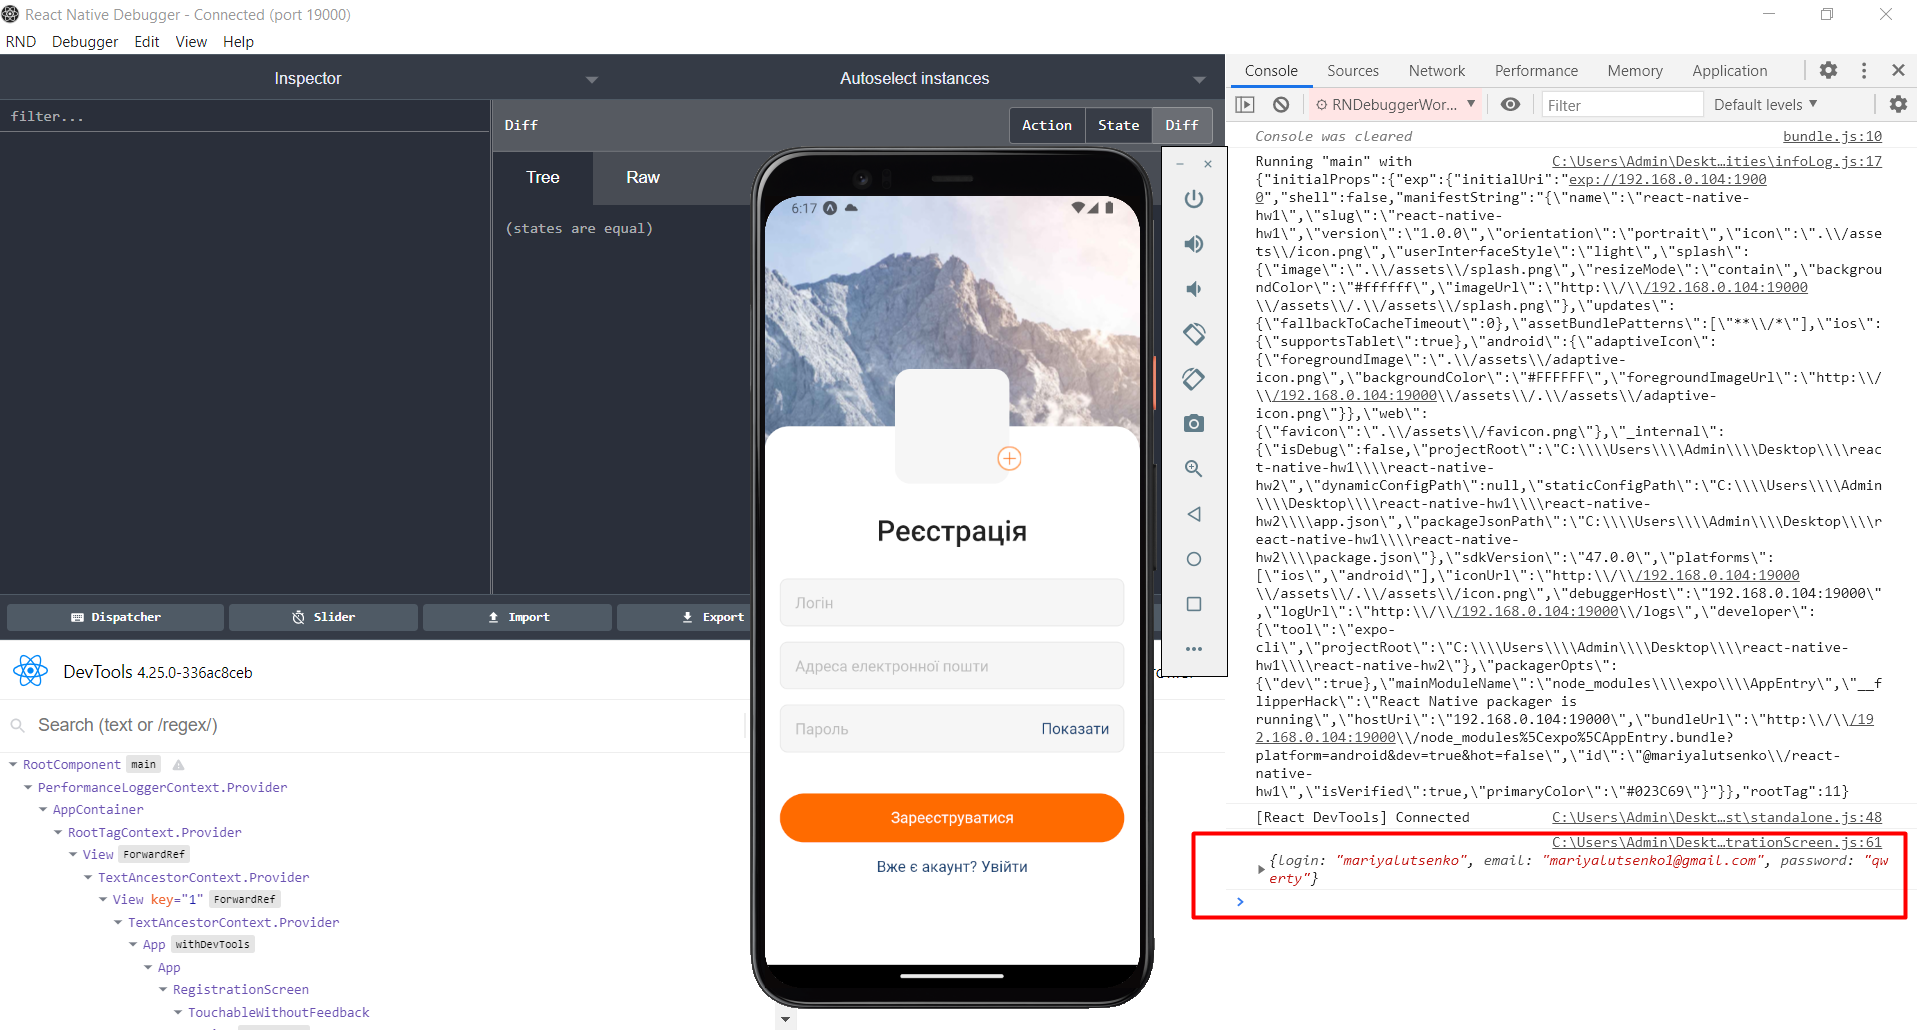 React Native Debugger - Connected (port 19000)
RND Debugger Edit View Help
Inspector
Autoselect instances
filter...
Diff
Action State Diff
Tree Raw
(states are equal)
Dispatcher Slider Import Export
DevTools 4.25.0-336ac8ceb
Search (text or /regex/)
RootComponent main
PerformanceLoggerContext.Provider
AppContainer
RootTagContext.Provider
View ForwardRef
TextAncestorContext.Provider
View key="1" ForwardRef
TextAncestorContext.Provider
App withDevTools
App
RegistrationScreen
TouchableWithoutFeedback
6:17
Реєстрація
Логін
Адреса електронної пошти
Пароль Показати
Зареєструватися
Вже є акаунт? Увійти
Console Sources Network Performance Memory Application
RNDebuggerWor... Filter Default levels
Console was cleared bundle.js:10
Running "main" with C:\Users\Admin\Deskt…ities\infoLog.js:17
{"initialProps":{"exp":{"initialUri":"exp://192.168.0.104:1900
0","shell":false,"manifestString":"{\"name\":\"react-native-
hw1\",\"slug\":\"react-native-
hw1\",\"version\":\"1.0.0\",\"orientation\":\"portrait\",\"icon\":\".\\/asse
ts\\/icon.png\",\"userInterfaceStyle\":\"light\",\"splash\":
{\"image\":\".\\/assets\\/splash.png\",\"resizeMode\":\"contain\",\"backgrou
ndColor\":\"#ffffff\",\"imageUrl\":\"http:\\/\\/192.168.0.104:19000
\\/assets\\/.\\/assets\\/splash.png\"},\"updates\":
{\"fallbackToCacheTimeout\":0},\"assetBundlePatterns\":[\"**\\/*\"],\"ios\":
{\"supportsTablet\":true},\"android\":{\"adaptiveIcon\":
{\"foregroundImage\":\".\\/assets\\/adaptive-
icon.png\",\"backgroundColor\":\"#FFFFFF\",\"foregroundImageUrl\":\"http:\\/
\\/192.168.0.104:19000\\/assets\\/.\\/assets\\/adaptive-
icon.png\"}},\"web\":
{\"favicon\":\".\\/assets\\/favicon.png\"},\"_internal\":
{\"isDebug\":false,\"projectRoot\":\"C:\\\\Users\\\\Admin\\\\Desktop\\\\reac
t-native-hw1\\\\react-native-
hw2\",\"dynamicConfigPath\":null,\"staticConfigPath\":\"C:\\\\Users\\\\Admin
\\\\Desktop\\\\react-native-hw1\\\\react-native-
hw2\\\\app.json\",\"packageJsonPath\":\"C:\\\\Users\\\\Admin\\\\Desktop\\\\r
eact-native-hw1\\\\react-native-
hw2\\\\package.json\"},\"sdkVersion\":\"47.0.0\",\"platforms\":
[\"ios\",\"android\"],\"iconUrl\":\"http:\\/\\/192.168.0.104:19000
\\/assets\\/.\\/assets\\/icon.png\",\"debuggerHost\":\"192.168.0.104:19000\"
,\"logUrl\":\"http:\\/\\/192.168.0.104:19000\\/logs\",\"developer\":
{\"tool\":\"expo-
cli\",\"projectRoot\":\"C:\\\\Users\\\\Admin\\\\Desktop\\\\react-native-
hw1\\\\react-native-hw2\"},\"packagerOpts\":
{\"dev\":true},\"mainModuleName\":\"node_modules\\\\expo\\\\AppEntry\",\"__f
lipperHack\":\"React Native packager is
running\",\"hostUri\":\"192.168.0.104:19000\",\"bundleUrl\":\"http:\\/\\/19
2.168.0.104:19000\\/node_modules%5Cexpo%5CAppEntry.bundle?
platform=android&dev=true&hot=false\",\"id\":\"@mariyalutsenko\\/react-
native-
hw1\",\"isVerified\":true,\"primaryColor\":\"#023C69\"}"}},"rootTag":11}
[React DevTools] Connected C:\Users\Admin\Deskt…st\standalone.js:48
C:\Users\Admin\Deskt…trationScreen.js:61
{login: "mariyalutsenko", email: "mariyalutsenko1@gmail.com", password: "qw
erty"}